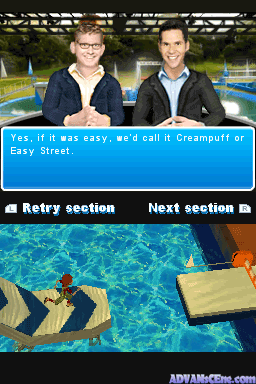 Yes, if it was easy, we'd call it Creampuff or
Easy Street.
L Retry section Next section R
ADVANsCEne.com